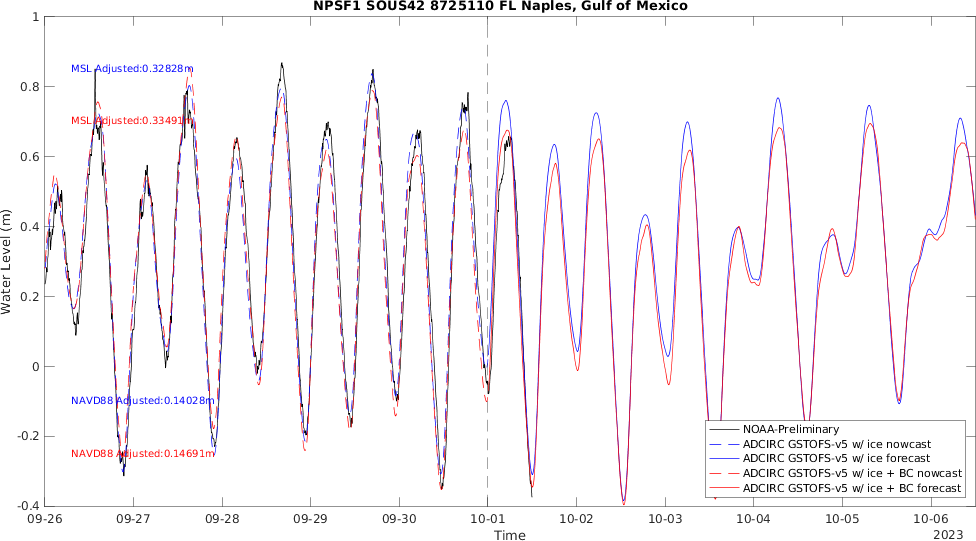 NPSF1 SOUS42 8725110 FL Naples, Gulf of Mexico
1
0.8
0.6
0.4
0.2
0
-0.2
-0.4
Water Level (m)
MSL Adjusted:0.32828m
MSL Adjusted:0.33491m
NAVD88 Adjusted:0.14028m
NAVD88 Adjusted:0.14691m
NOAA-Preliminary
ADCIRC GSTOFS-v5 w/ ice nowcast
ADCIRC GSTOFS-v5 w/ ice forecast
ADCIRC GSTOFS-v5 w/ ice + BC nowcast
ADCIRC GSTOFS-v5 w/ ice + BC forecast
09-26 09-27 09-28 09-29 09-30 10-01 10-02 10-03 10-04 10-05 10-06
Time
2023